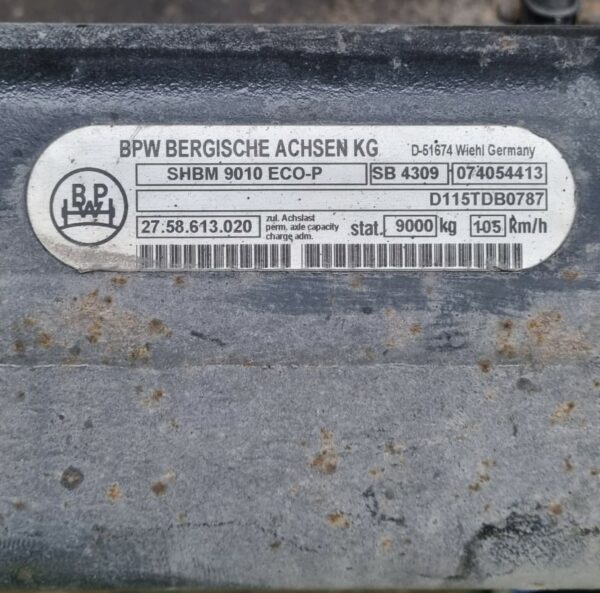 BPW BERGISCHE ACHSEN KG D-51674 Wiehl Germany
BPW
SHBM 9010 ECO-P SB 4309 074054413
D115TDB0787
27.58.613.020 zul. Achslast stat. 9000 kg 105 Km/h
perm. axle capacity
charge adm.